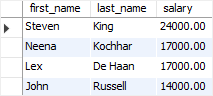 first_name last_name salary
Steven King 24000.00
Neena Kochhar 17000.00
Lex De Haan 17000.00
John Russell 14000.00